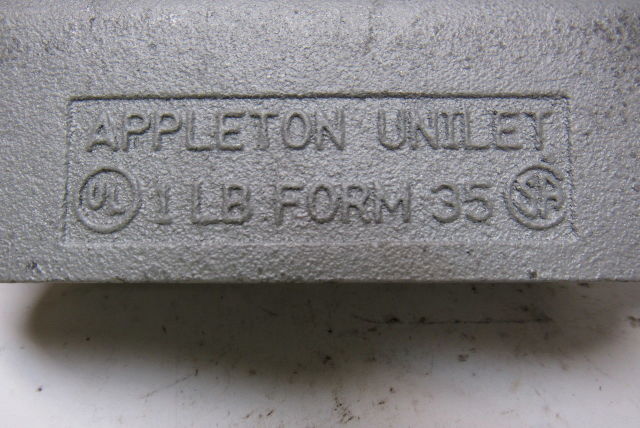 APPLETON UNILET
UL 1 LB FORM 35 SA